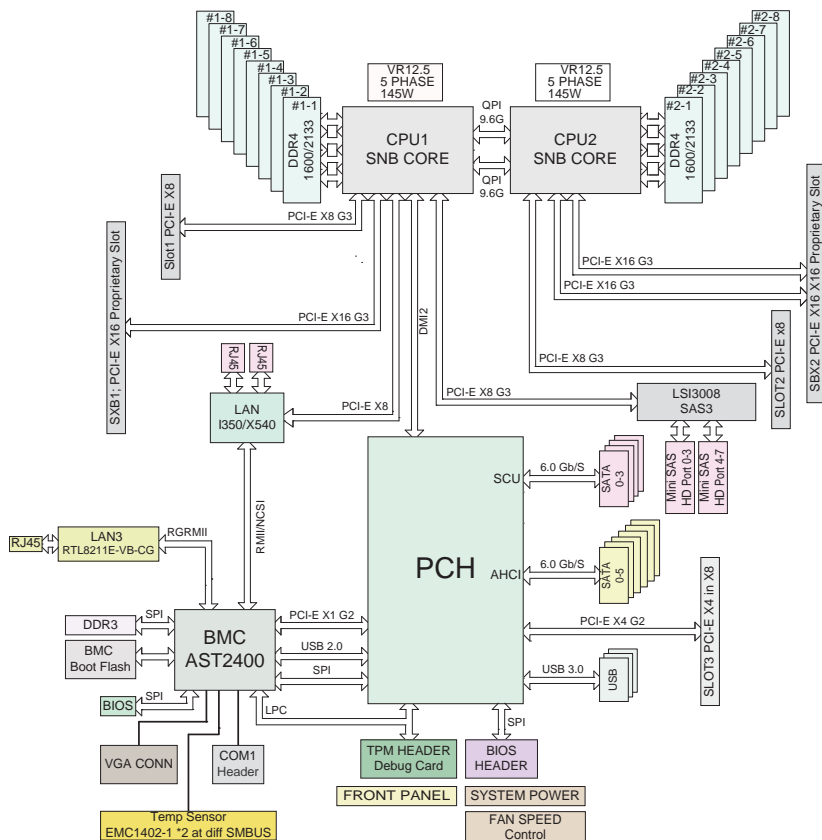 #1-8
#1-7
#1-6
#1-5
#1-4
#1-3
#1-2
#1-1
DDR4
1600/2133
VR12.5
5 PHASE
145W
CPU1
SNB CORE
QPI
9.6G
QPI
9.6G
VR12.5
5 PHASE
145W
CPU2
SNB CORE
#2-8
#2-7
#2-6
#2-5
#2-4
#2-3
#2-2
#2-1
DDR4
1600/2133
Slot1 PCI-E X8
PCI-E X8 G3
SXB1; PCI-E X16 Proprietary Slot
PCI-E X16 G3
DMI2
PCI-E X16 G3
PCI-E X16 G3
SBX2 PCI-E X16 X16 Proprietary Slot
PCI-E X8 G3
SLOT2 PCI-E x8
RJ45
RJ45
LAN
I350/X540
PCI-E X8
PCI-E X8 G3
LSI3008
SAS3
Mini SAS
HD Port 0-3
Mini SAS
HD Port 4-7
RMII/NCSI
PCH
SCU
6.0 Gb/S
SATA
0-3
AHCI
6.0 Gb/S
SATA
0-5
RJ45
LAN3
RTL8211E-VB-CG
RGRMII
DDR3
SPI
BMC
Boot Flash
BMC
AST2400
PCI-E X1 G2
USB 2.0
SPI
PCI-E X4 G2
SLOT3 PCI-E X4 in X8
USB 3.0
USB
BIOS
SPI
LPC
SPI
VGA CONN
COM1
Header
TPM HEADER
Debug Card
BIOS
HEADER
FRONT PANEL
SYSTEM POWER
Temp Sensor
EMC1402-1 *2 at diff SMBUS
FAN SPEED
Control